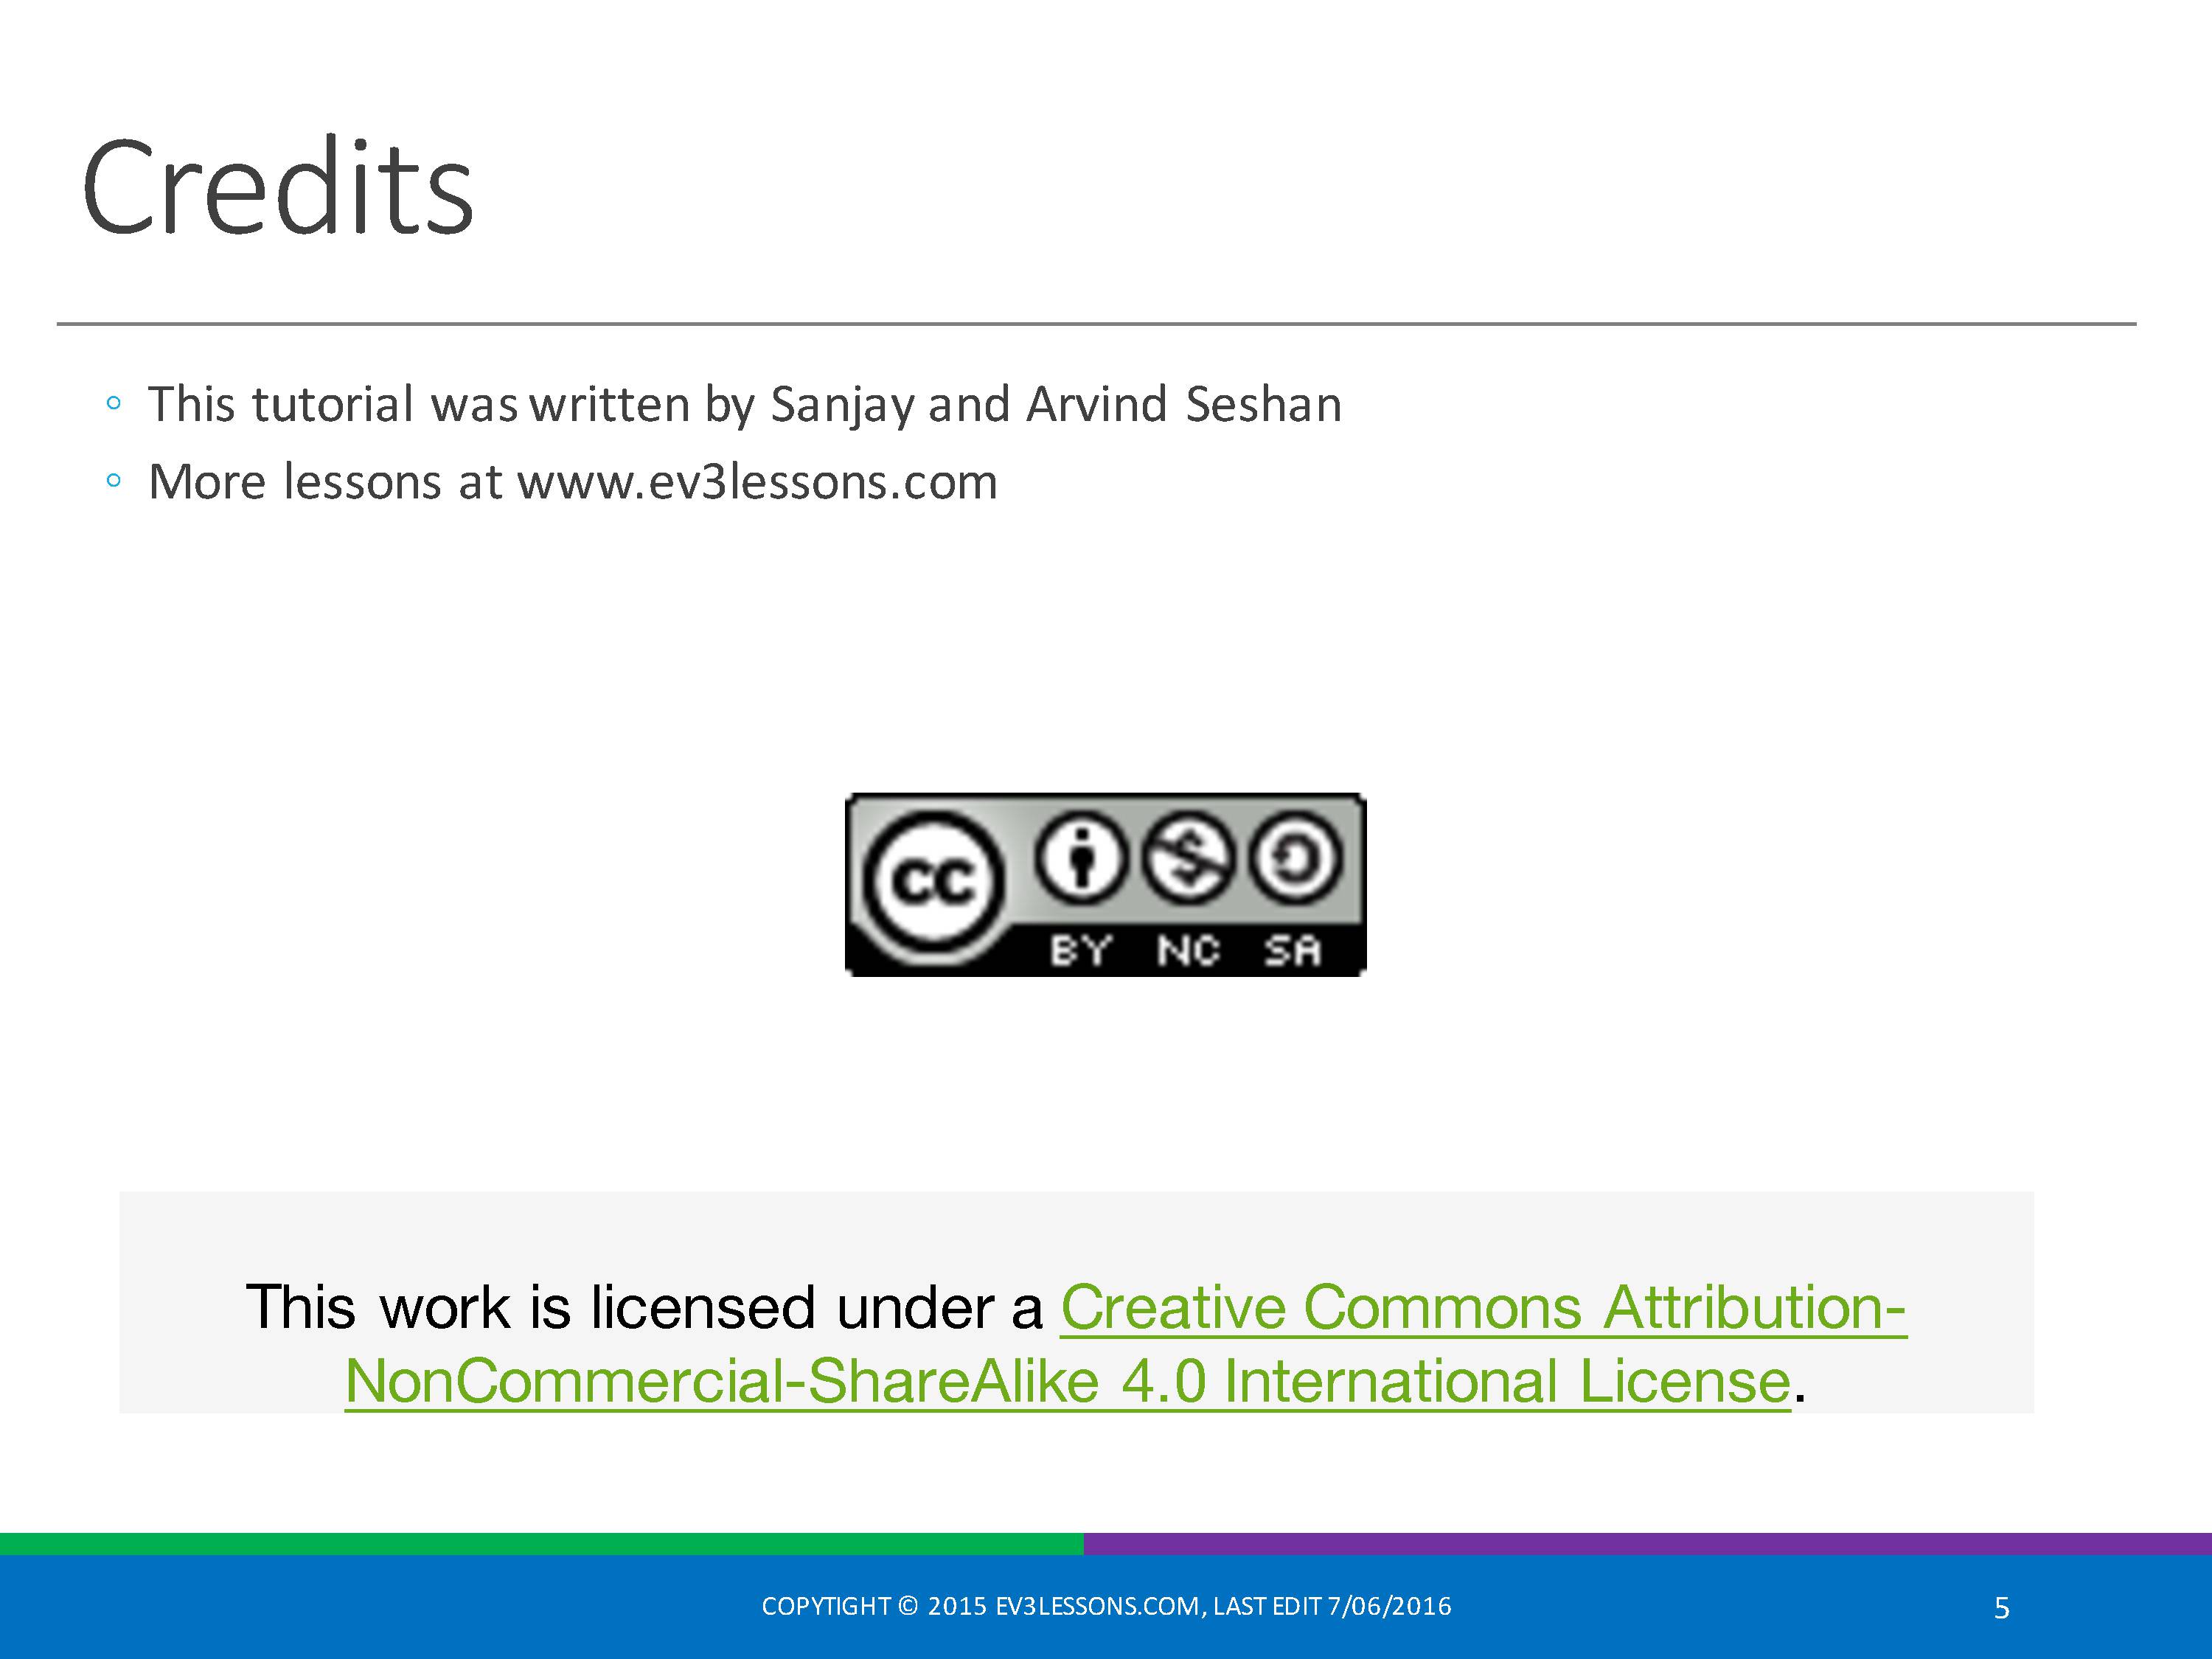 Credits
◦ This tutorial was written by Sanjay and Arvind Seshan
◦ More lessons at www.ev3lessons.com
cc
BY NC SA
This work is licensed under a Creative Commons Attribution-
NonCommercial-ShareAlike 4.0 International License.
COPYTIGHT © 2015 EV3LESSONS.COM, LAST EDIT 7/06/2016
5